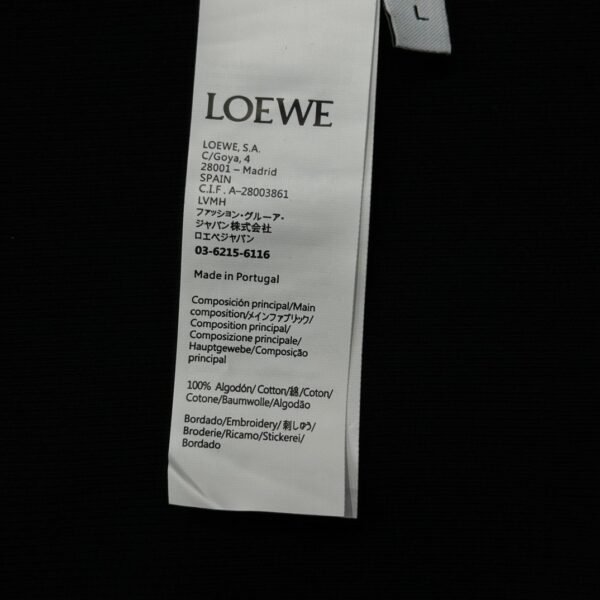 L
LOEWE
LOEWE, S.A.
C/Goya, 4
28001 – Madrid
SPAIN
C.I.F. A–28003861
LVMH
ファッション・グルーア・
ジャパン株式会社
ロエベジャパン
03-6215-6116
Made in Portugal
Composición principal/Main
composition/メインファブリック/
Composition principal/
Composizione principale/
Hauptgewebe/Composição
principal
100% Algodón/ Cotton/綿/Coton/
Cotone/Baumwolle/Algodão
Bordado/Embroidery/刺しゅう/
Broderie/Ricamo/Stickerei/
Bordado